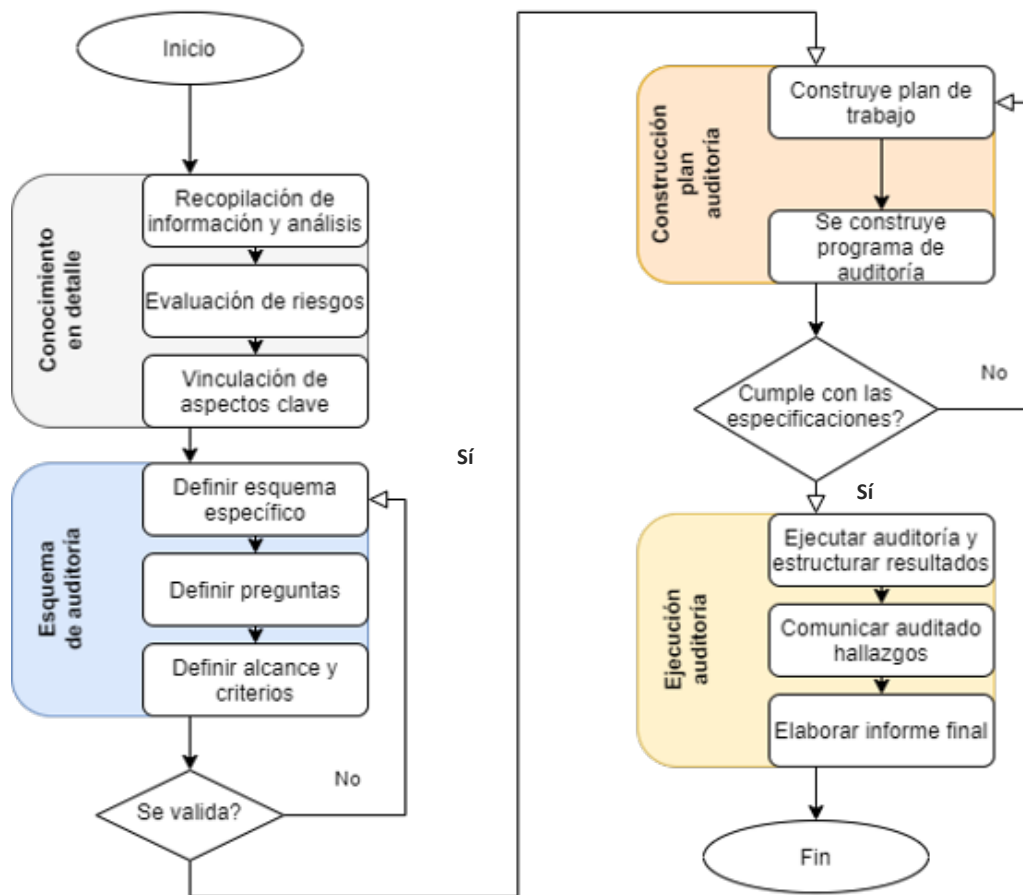 Inicio
Conocimiento
en detalle
Recopilación de
información y análisis
Evaluación de riesgos
Vinculación de
aspectos clave
Esquema
de auditoría
Definir esquema
específico
Definir preguntas
Definir alcance y
criterios
Se valida?
No
Sí
Construcción
plan
auditoría
Construye plan de
trabajo
Se construye
programa de
auditoría
Cumple con las
especificaciones?
No
Sí
Ejecución
auditoría
Ejecutar auditoría y
estructurar resultados
Comunicar auditado
hallazgos
Elaborar informe final
Fin